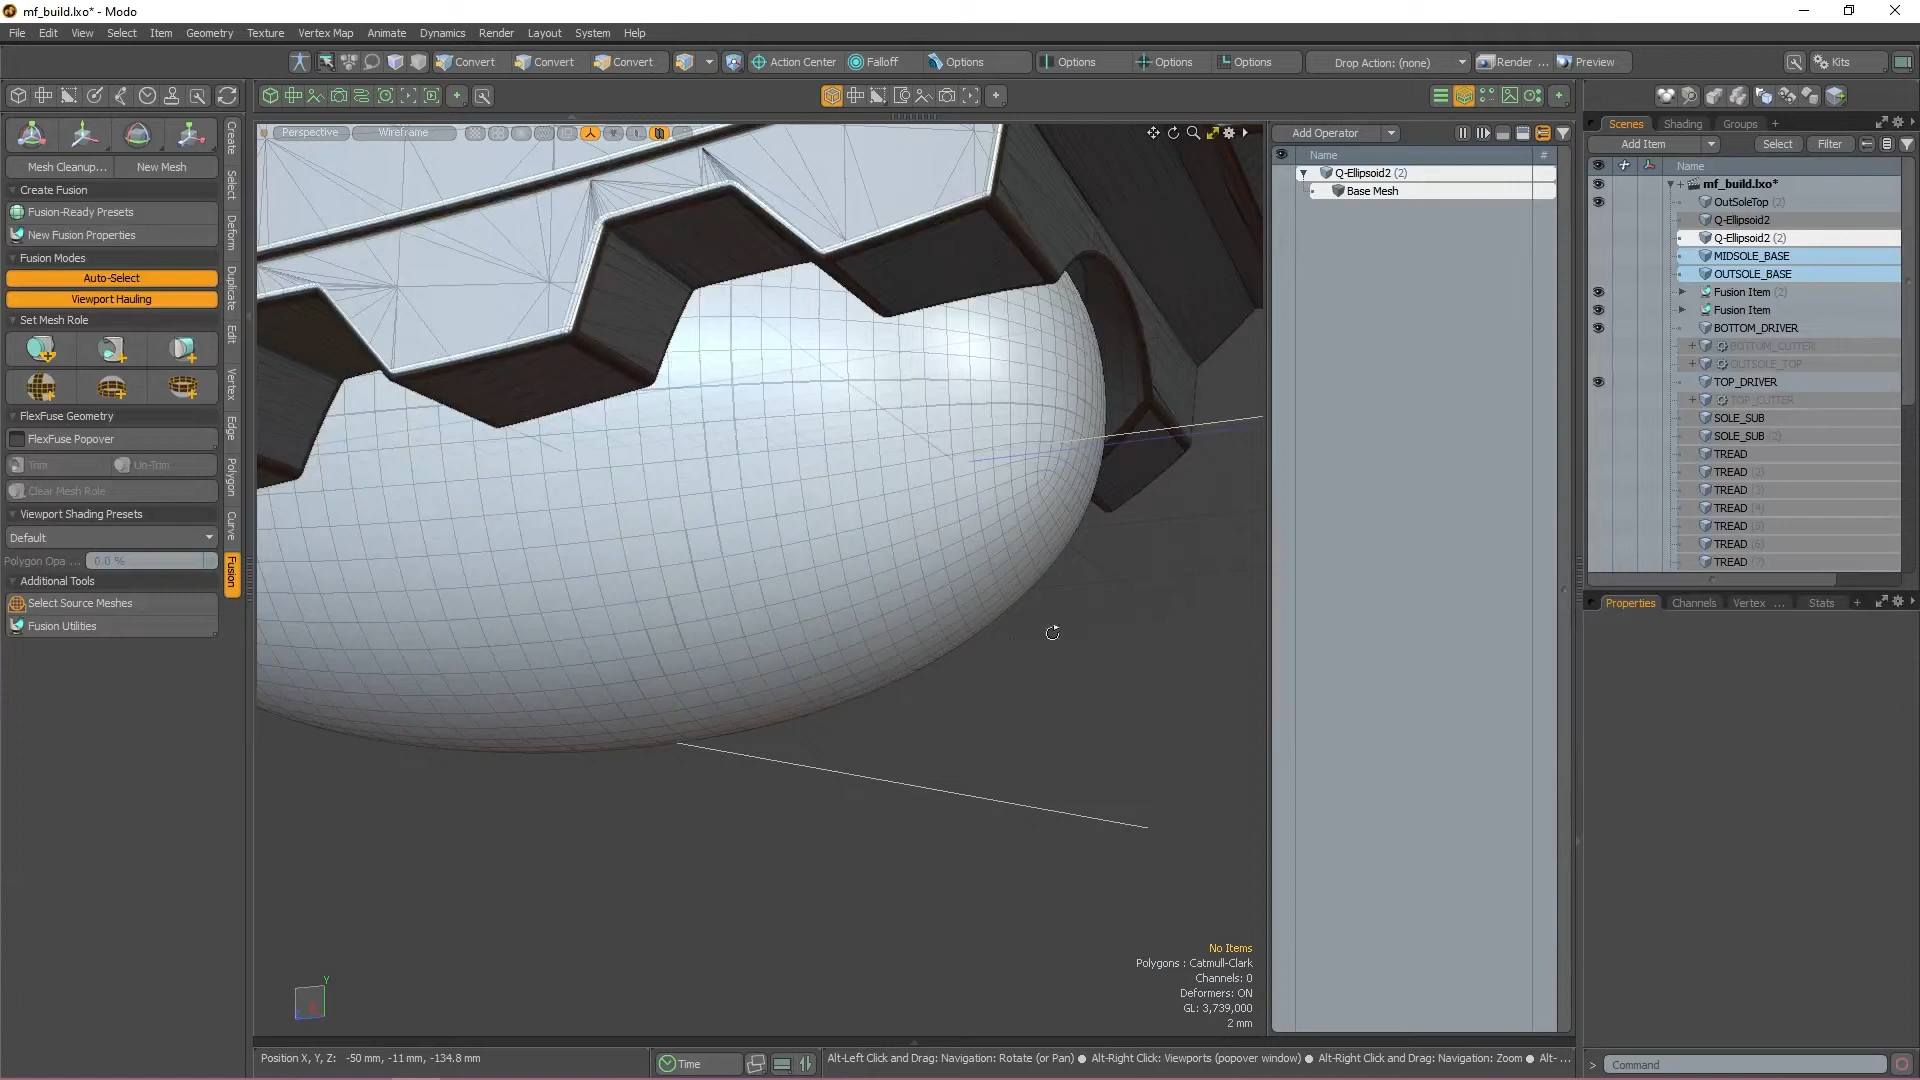 mf_build.lxo* - Modo
File Edit View Select Item Geometry Texture Vertex Map Animate Dynamics Render Layout System Help
Convert Convert Convert Action Center Falloff Options Options Options Options Drop Action: (none) Render ... Preview Kits
Perspective Wireframe
Mesh Cleanup... New Mesh
Create Fusion
Fusion-Ready Presets
New Fusion Properties
Fusion Modes
Auto-Select
Viewport Hauling
Set Mesh Role
FlexFuse Geometry
FlexFuse Popover
Trim Un-Trim
Clear Mesh Role
Viewport Shading Presets
Default
Polygon Opa ... 0.0 %
Additional Tools
Select Source Meshes
Fusion Utilities
Create
Select
Deform
Duplicate
Edit
Vertex
Edge
Polygon
Curve
Fusion
No Items
Polygons : Catmull-Clark
Channels: 0
Deformers: ON
GL: 3,739,000
2 mm
Y
Add Operator
Name #
Q-Ellipsoid2 (2)
Base Mesh
Scenes Shading Groups +
Add Item Select Filter
Name
mf_build.lxo*
OutSoleTop (2)
Q-Ellipsoid2
Q-Ellipsoid2 (2)
MIDSOLE_BASE
OUTSOLE_BASE
Fusion Item (2)
Fusion Item
BOTTOM_DRIVER
BOTTOM_CUTTER
OUTSOLE_TOP
TOP_DRIVER
TOP_CUTTER
SOLE_SUB
SOLE_SUB (2)
TREAD
TREAD (2)
TREAD (3)
TREAD (4)
TREAD (5)
TREAD (6)
TREAD (7)
Properties Channels Vertex ... Stats +
Position X, Y, Z: -50 mm, -11 mm, -134.8 mm
Time
Alt-Left Click and Drag: Navigation: Rotate (or Pan) ● Alt-Right Click: Viewports (popover window) ● Alt-Right Click and Drag: Navigation: Zoom ● Alt- ...
> Command